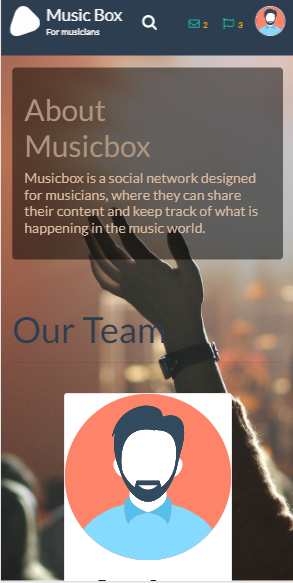 Music Box
For musicians
2
3
About
Musicbox
Musicbox is a social network designed
for musicians, where they can share
their content and keep track of what is
happening in the music world.
Our Team